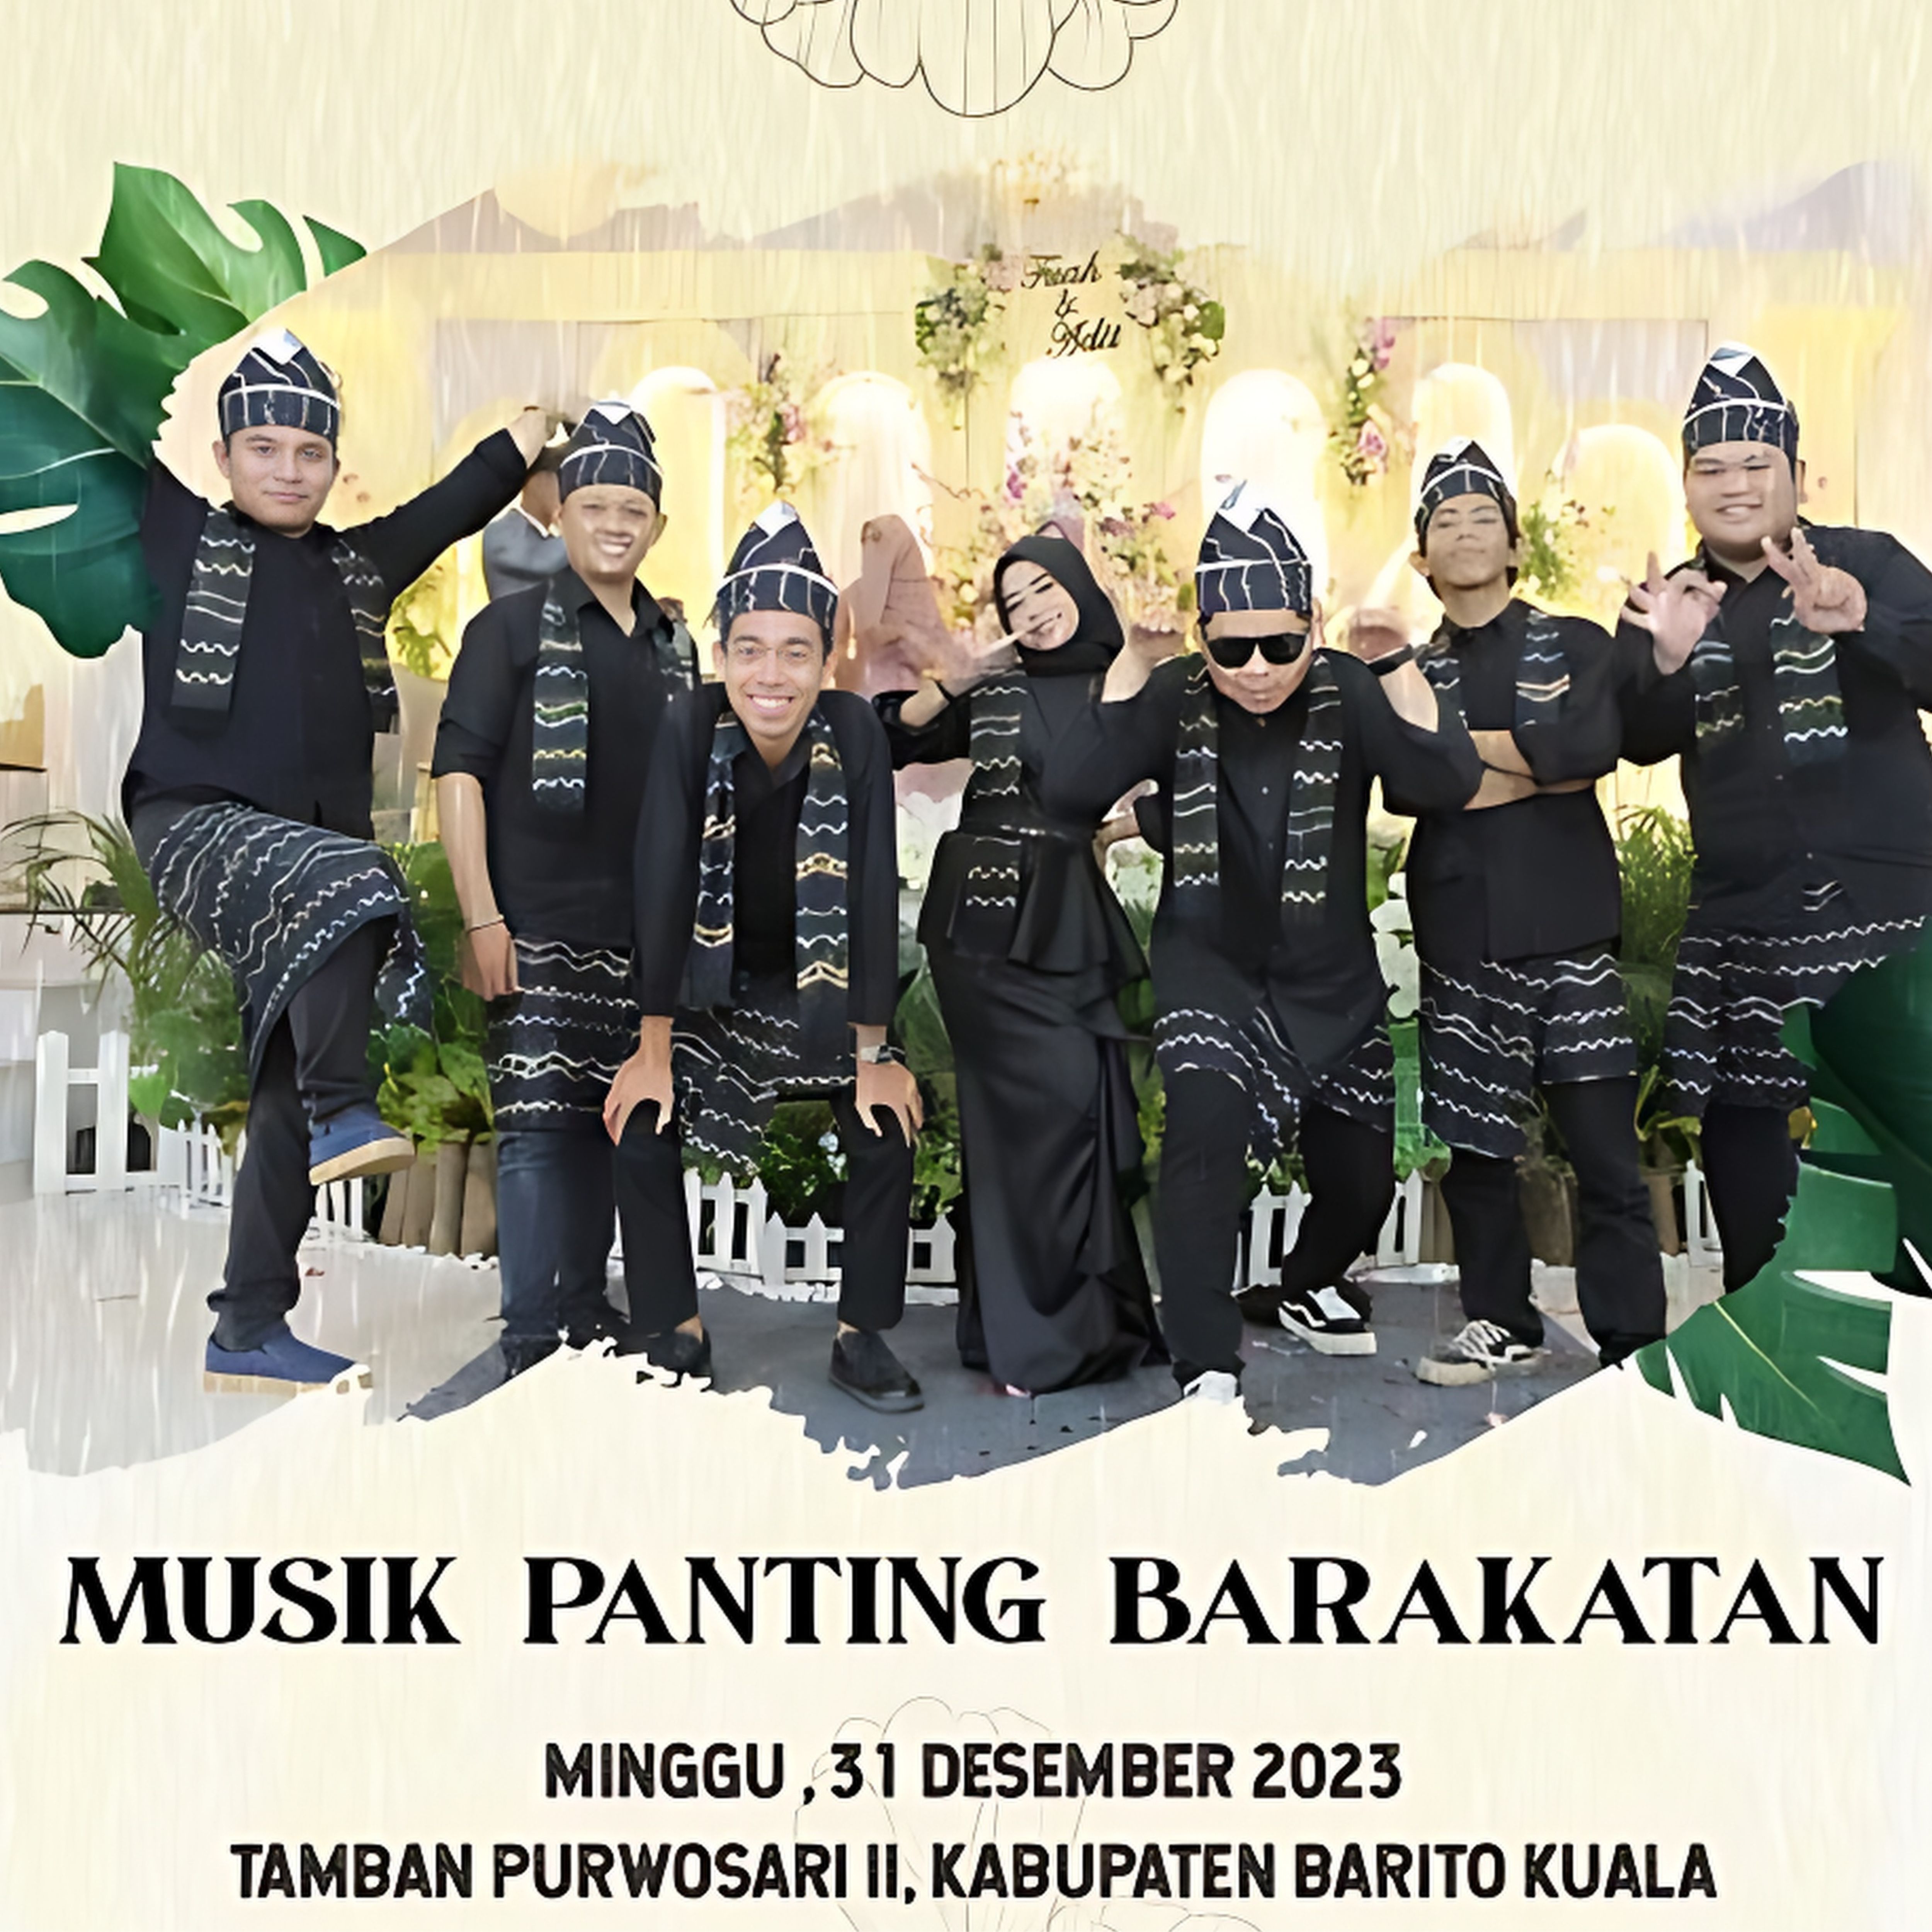 &
MUSIK PANTING BARAKATAN
MINGGU , 31 DESEMBER 2023
TAMBAN PURWOSARI II, KABUPATEN BARITO KUALA